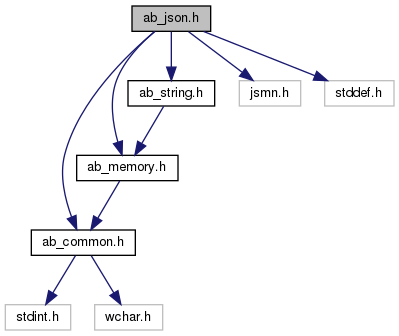 ab_json.h
ab_string.h
jsmn.h
stddef.h
ab_memory.h
ab_common.h
stdint.h
wchar.h